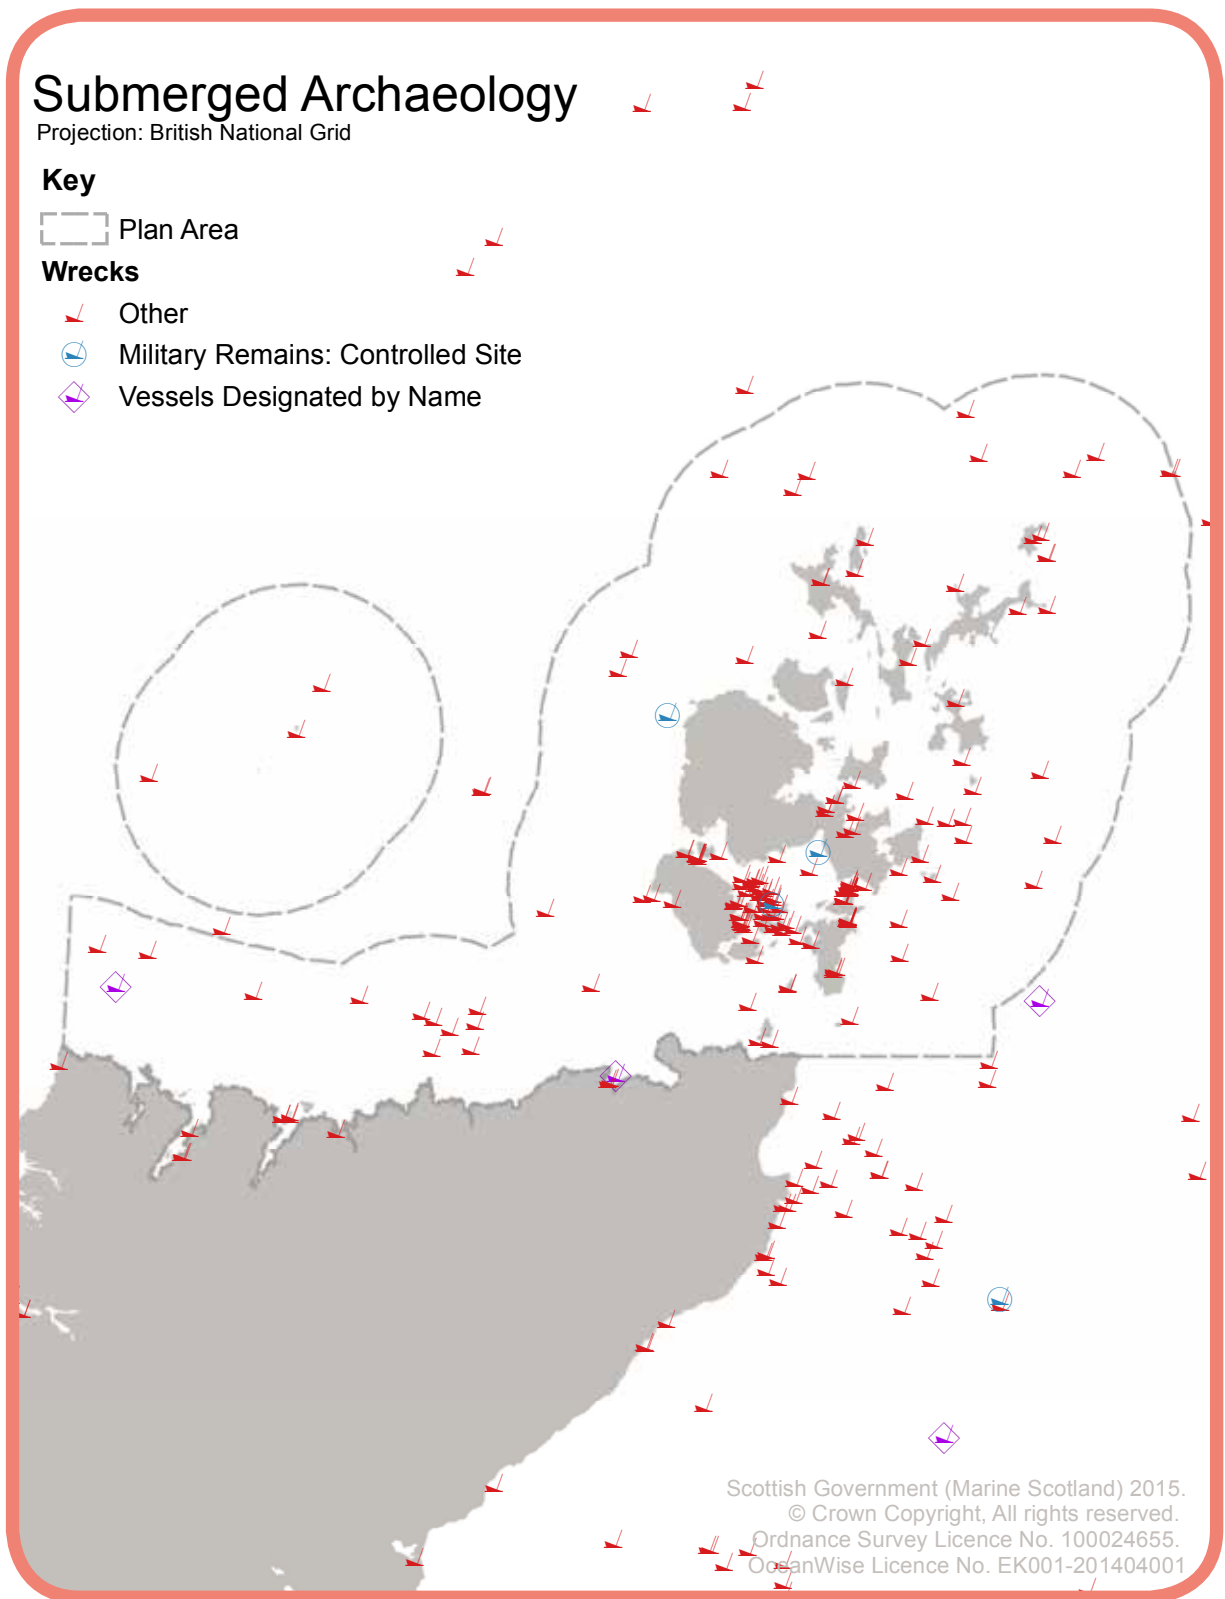 Submerged Archaeology
Projection: British National Grid
Key
Plan Area
Wrecks
Other
Military Remains: Controlled Site
Vessels Designated by Name
Scottish Government (Marine Scotland) 2015.
© Crown Copyright, All rights reserved.
Ordnance Survey Licence No. 100024655.
OceanWise Licence No. EK001-201404001